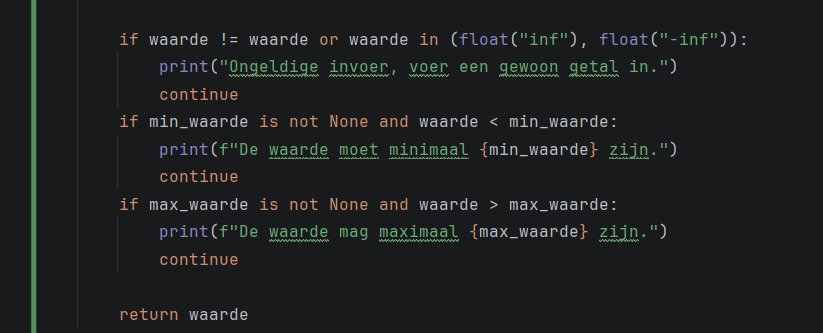 if waarde != waarde or waarde in (float("inf"), float("-inf")):
print("Ongeldige invoer, voer een gewoon getal in.")
continue
if min_waarde is not None and waarde < min_waarde:
print(f"De waarde moet minimaal {min_waarde} zijn.")
continue
if max_waarde is not None and waarde > max_waarde:
print(f"De waarde mag maximaal {max_waarde} zijn.")
continue
return waarde